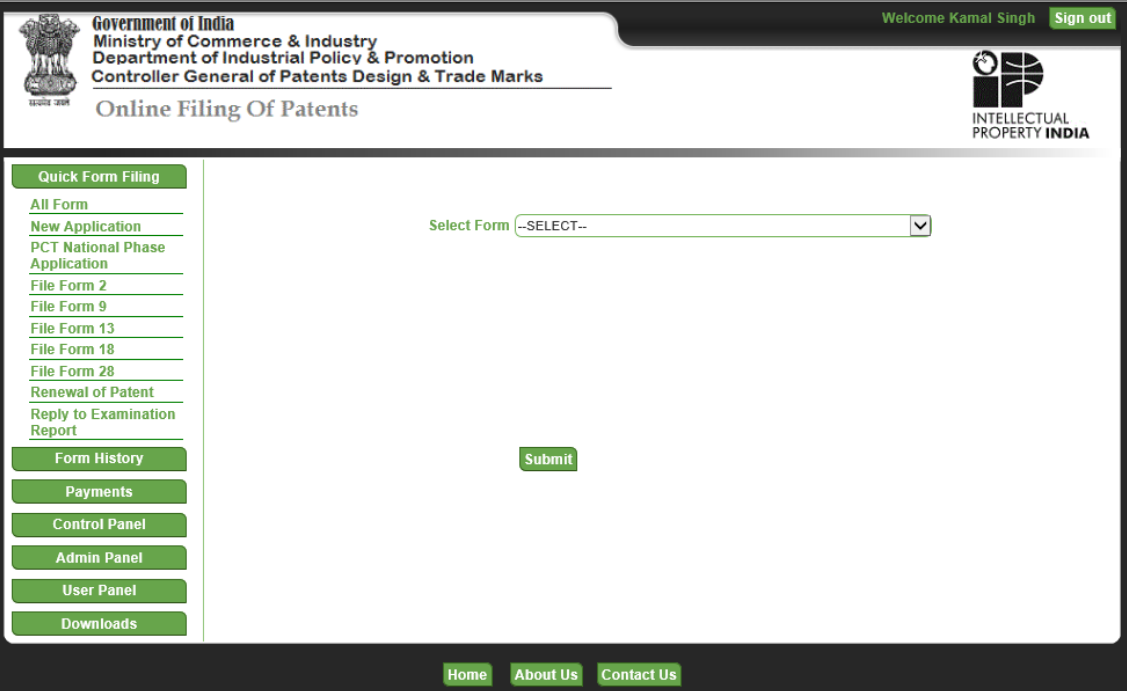 Government of India
Ministry of Commerce & Industry
Department of Industrial Policy & Promotion
Controller General of Patents Design & Trade Marks
Online Filing Of Patents
सत्यमेव जयते
Welcome Kamal Singh
Sign out
INTELLECTUAL
PROPERTY INDIA
Quick Form Filing
All Form
New Application
PCT National Phase
Application
File Form 2
File Form 9
File Form 13
File Form 18
File Form 28
Renewal of Patent
Reply to Examination
Report
Form History
Payments
Control Panel
Admin Panel
User Panel
Downloads
Select Form --SELECT--
Submit
Home About Us Contact Us